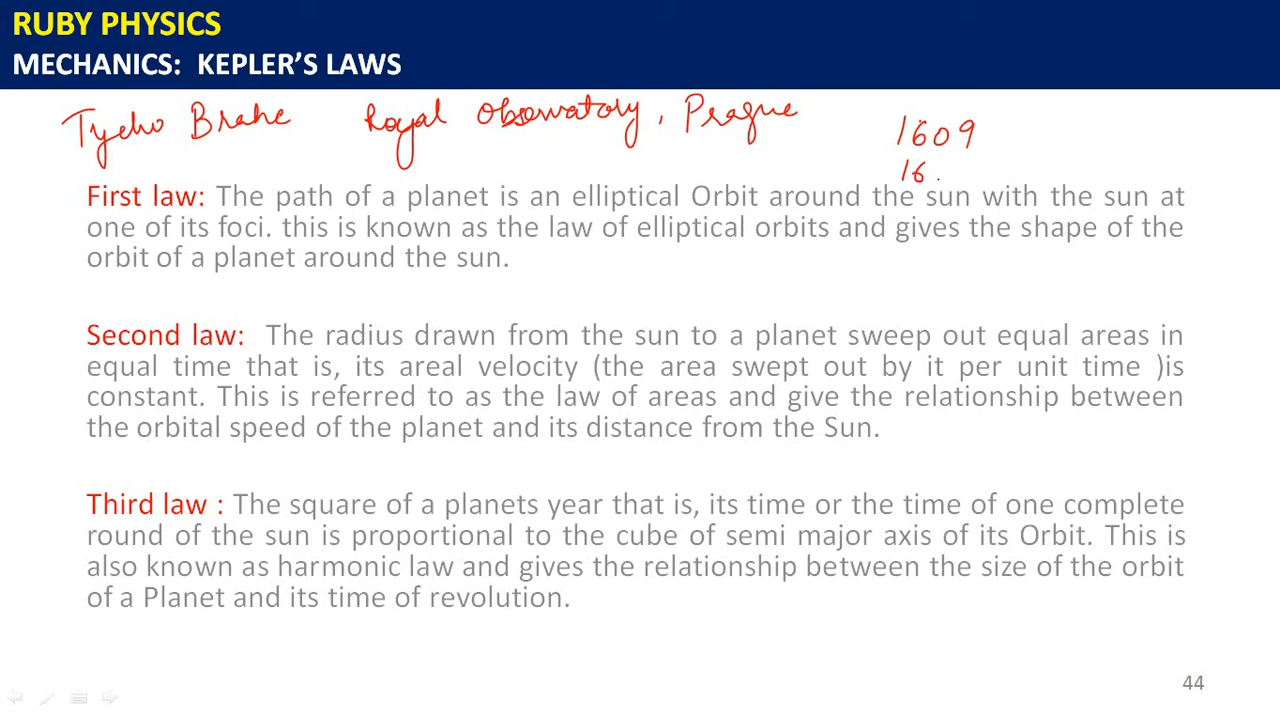 RUBY PHYSICS
MECHANICS: KEPLER'S LAWS
Tycho Brahe Royal Observatory, Prague 1609
16.
First law: The path of a planet is an elliptical Orbit around the sun with the sun at
one of its foci. this is known as the law of elliptical orbits and gives the shape of the
orbit of a planet around the sun.
Second law: The radius drawn from the sun to a planet sweep out equal areas in
equal time that is, its areal velocity (the area swept out by it per unit time )is
constant. This is referred to as the law of areas and give the relationship between
the orbital speed of the planet and its distance from the Sun.
Third law : The square of a planets year that is, its time or the time of one complete
round of the sun is proportional to the cube of semi major axis of its Orbit. This is
also known as harmonic law and gives the relationship between the size of the orbit
of a Planet and its time of revolution.
44